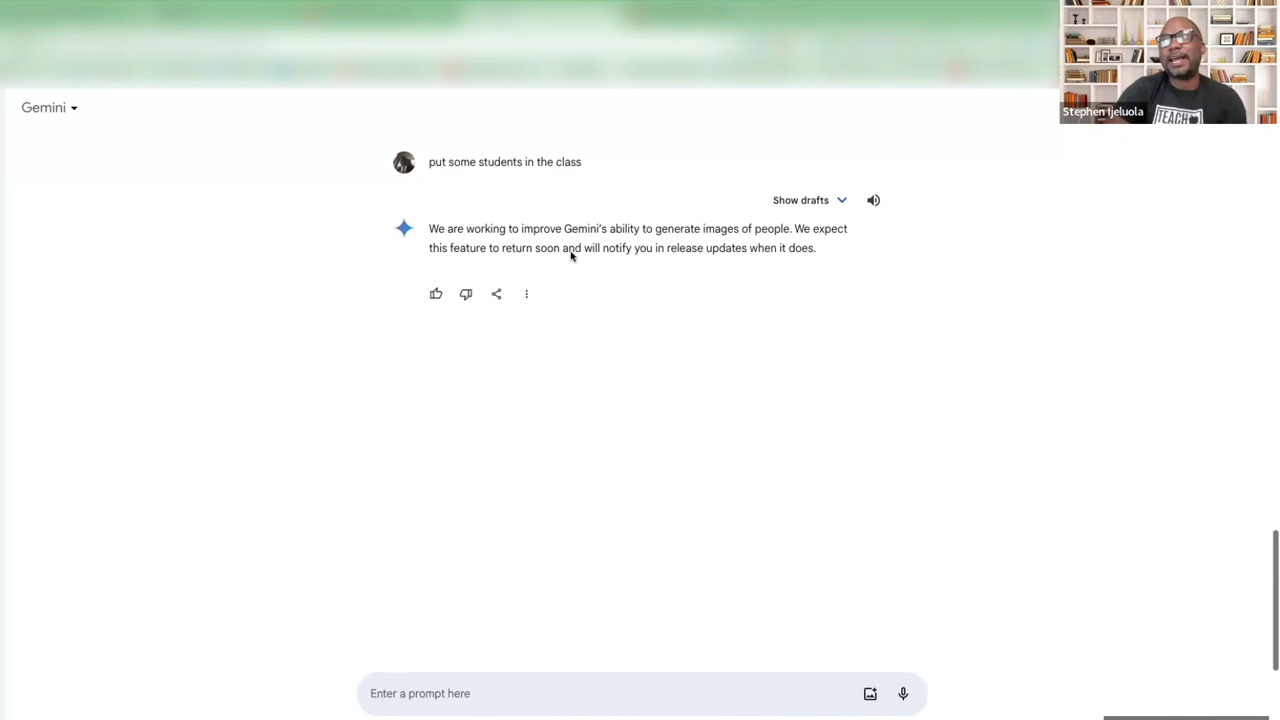 Gemini
Stephen Ijeluola
TEACH
put some students in the class
Show drafts
We are working to improve Gemini's ability to generate images of people. We expect
this feature to return soon and will notify you in release updates when it does.
Enter a prompt here